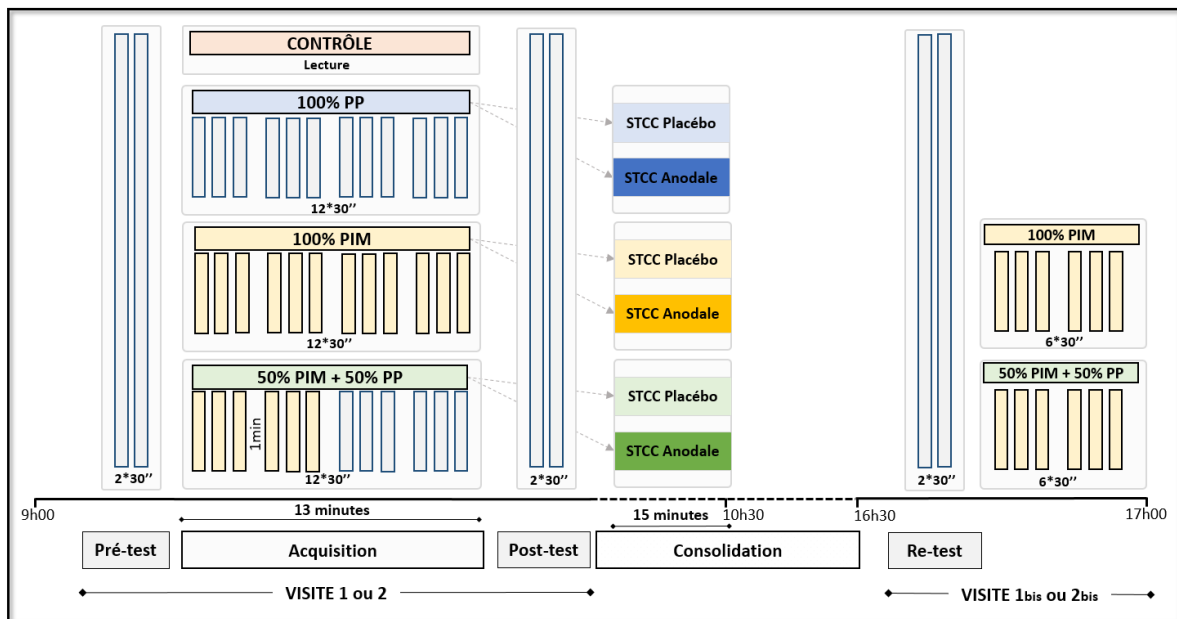 CONTRÔLE
Lecture
100% PP
12*30’’
100% PIM
12*30’’
50% PIM + 50% PP
1min
12*30’’
2*30’’
2*30’’
STCC Placébo
STCC Anodale
STCC Placébo
STCC Anodale
STCC Placébo
STCC Anodale
2*30’’
100% PIM
6*30’’
50% PIM + 50% PP
6*30’’
9h00
13 minutes
15 minutes
10h30
16h30
17h00
Pré-test
Acquisition
Post-test
Consolidation
Re-test
VISITE 1 ou 2
VISITE 1bis ou 2bis